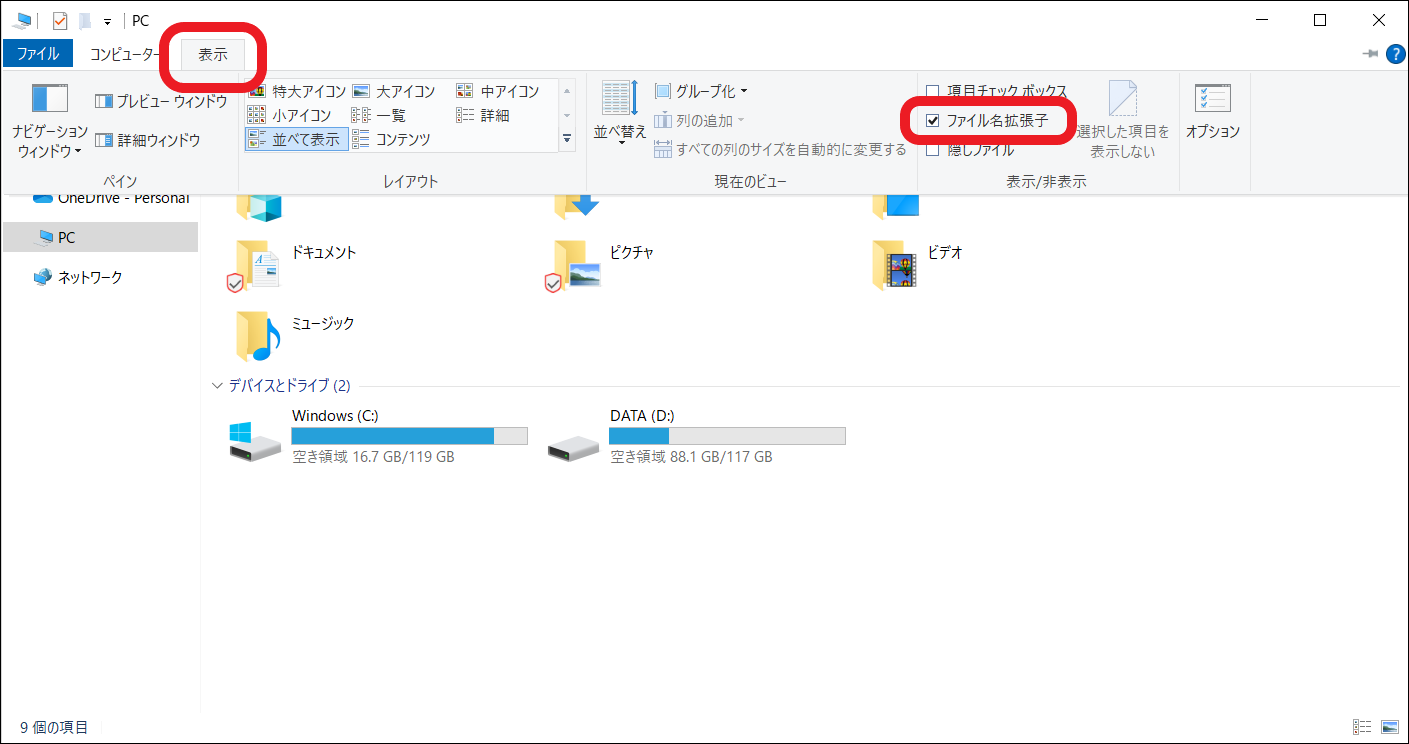 PC
ファイル
コンピューター
表示
ナビゲーション
ウィンドウ
プレビュー ウィンドウ
詳細ウィンドウ
ペイン
特大アイコン
大アイコン
中アイコン
小アイコン
一覧
詳細
並べて表示
コンテンツ
レイアウト
並べ替え
グループ化
列の追加
すべての列のサイズを自動的に変更する
現在のビュー
項目チェック ボックス
ファイル名拡張子
隠しファイル
選択した項目を
表示しない
表示/非表示
オプション
OneDrive - Personal
PC
ネットワーク
ドキュメント
ピクチャ
ビデオ
ミュージック
デバイスとドライブ (2)
Windows (C:)
空き領域 16.7 GB/119 GB
DATA (D:)
空き領域 88.1 GB/117 GB
9 個の項目